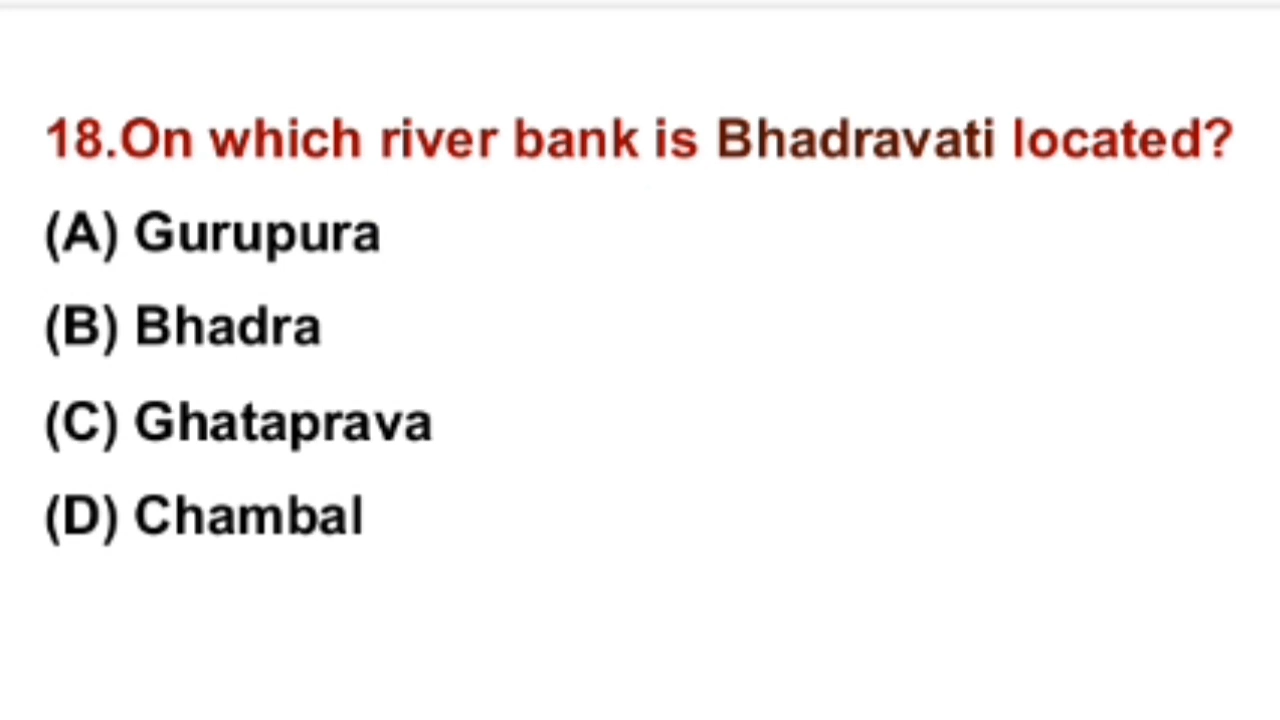 18.On which river bank is Bhadravati located?
(A) Gurupura
(B) Bhadra
(C) Ghataprava
(D) Chambal